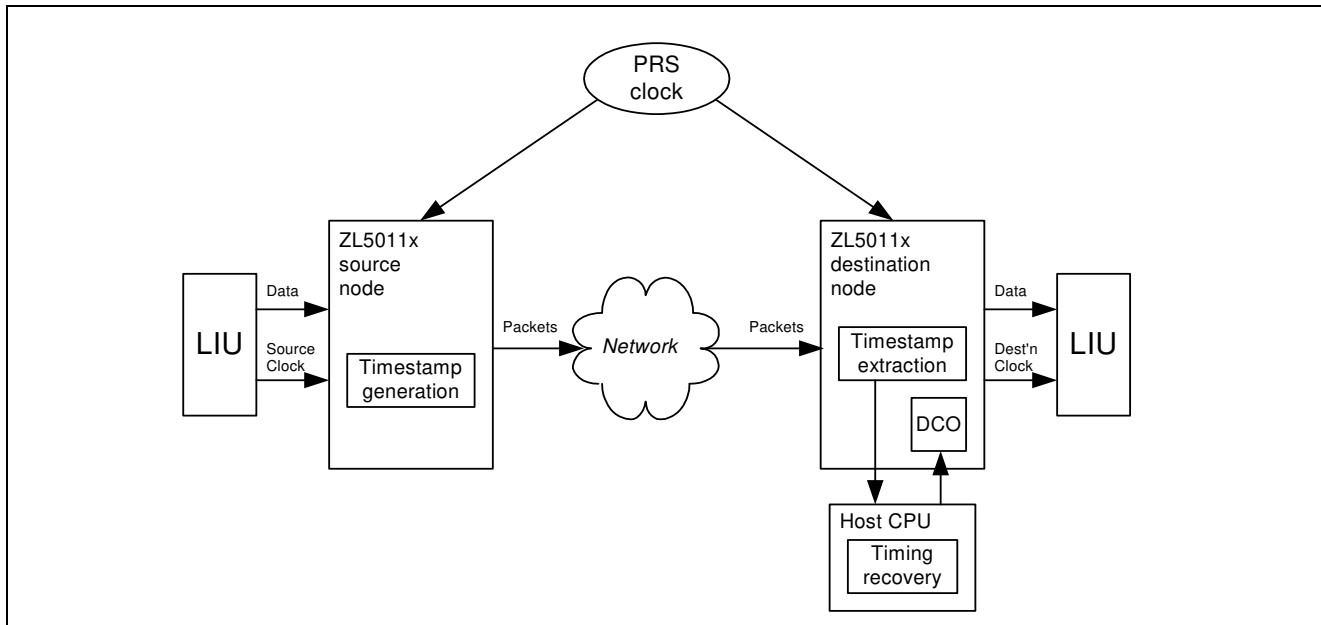 PRS
clock
ZL5011x
source
node
Timestamp
generation
LIU
Data
Source
Clock
Packets
Network
Packets
ZL5011x
destination
node
Timestamp
extraction
DCO
Data
Dest'n
Clock
LIU
Host CPU
Timing
recovery